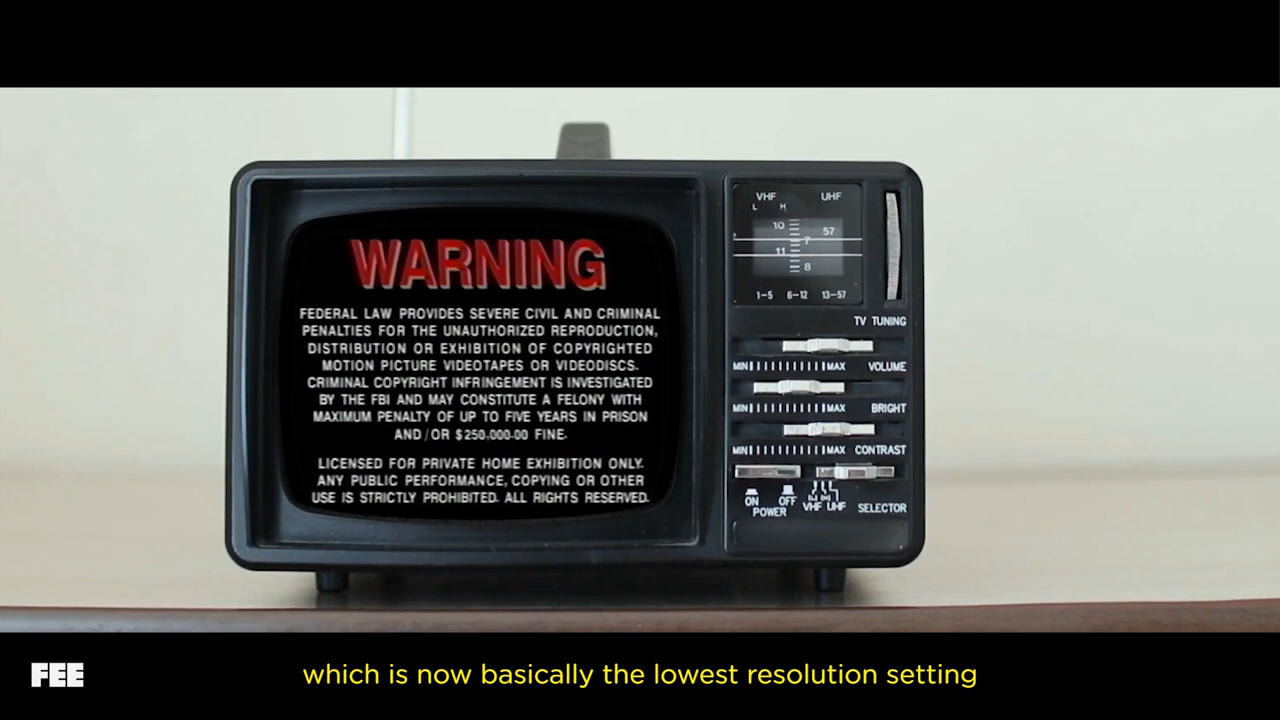 WARNING
FEDERAL LAW PROVIDES SEVERE CIVIL AND CRIMINAL
PENALTIES FOR THE UNAUTHORIZED REPRODUCTION,
DISTRIBUTION OR EXHIBITION OF COPYRIGHTED
MOTION PICTURE VIDEOTAPES OR VIDEODISCS.
CRIMINAL COPYRIGHT INFRINGEMENT IS INVESTIGATED
BY THE FBI AND MAY CONSTITUTE A FELONY WITH
MAXIMUM PENALTY OF UP TO FIVE YEARS IN PRISON
AND/OR $250,000.00 FINE.
LICENSED FOR PRIVATE HOME EXHIBITION ONLY.
ANY PUBLIC PERFORMANCE, COPYING OR OTHER
USE IS STRICTLY PROHIBITED. ALL RIGHTS RESERVED.
VHF UHF
L H
10 57
7
11
8
1-5 6-12 13-57
TV TUNING
MIN MAX VOLUME
MIN MAX BRIGHT
MIN MAX CONTRAST
ON OFF
POWER
VHF UHF SELECTOR
FEE
which is now basically the lowest resolution setting